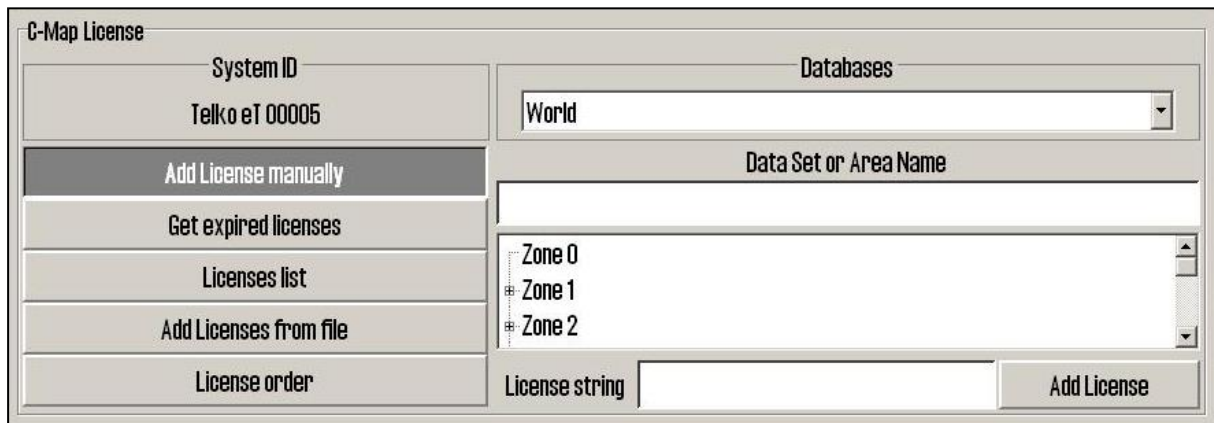 C-Map License
System ID
Telko eT 00005
Add License manually
Get expired licenses
Licenses list
Add Licenses from file
License order
Databases
World
Data Set or Area Name
Zone 0
Zone 1
Zone 2
License string
Add License